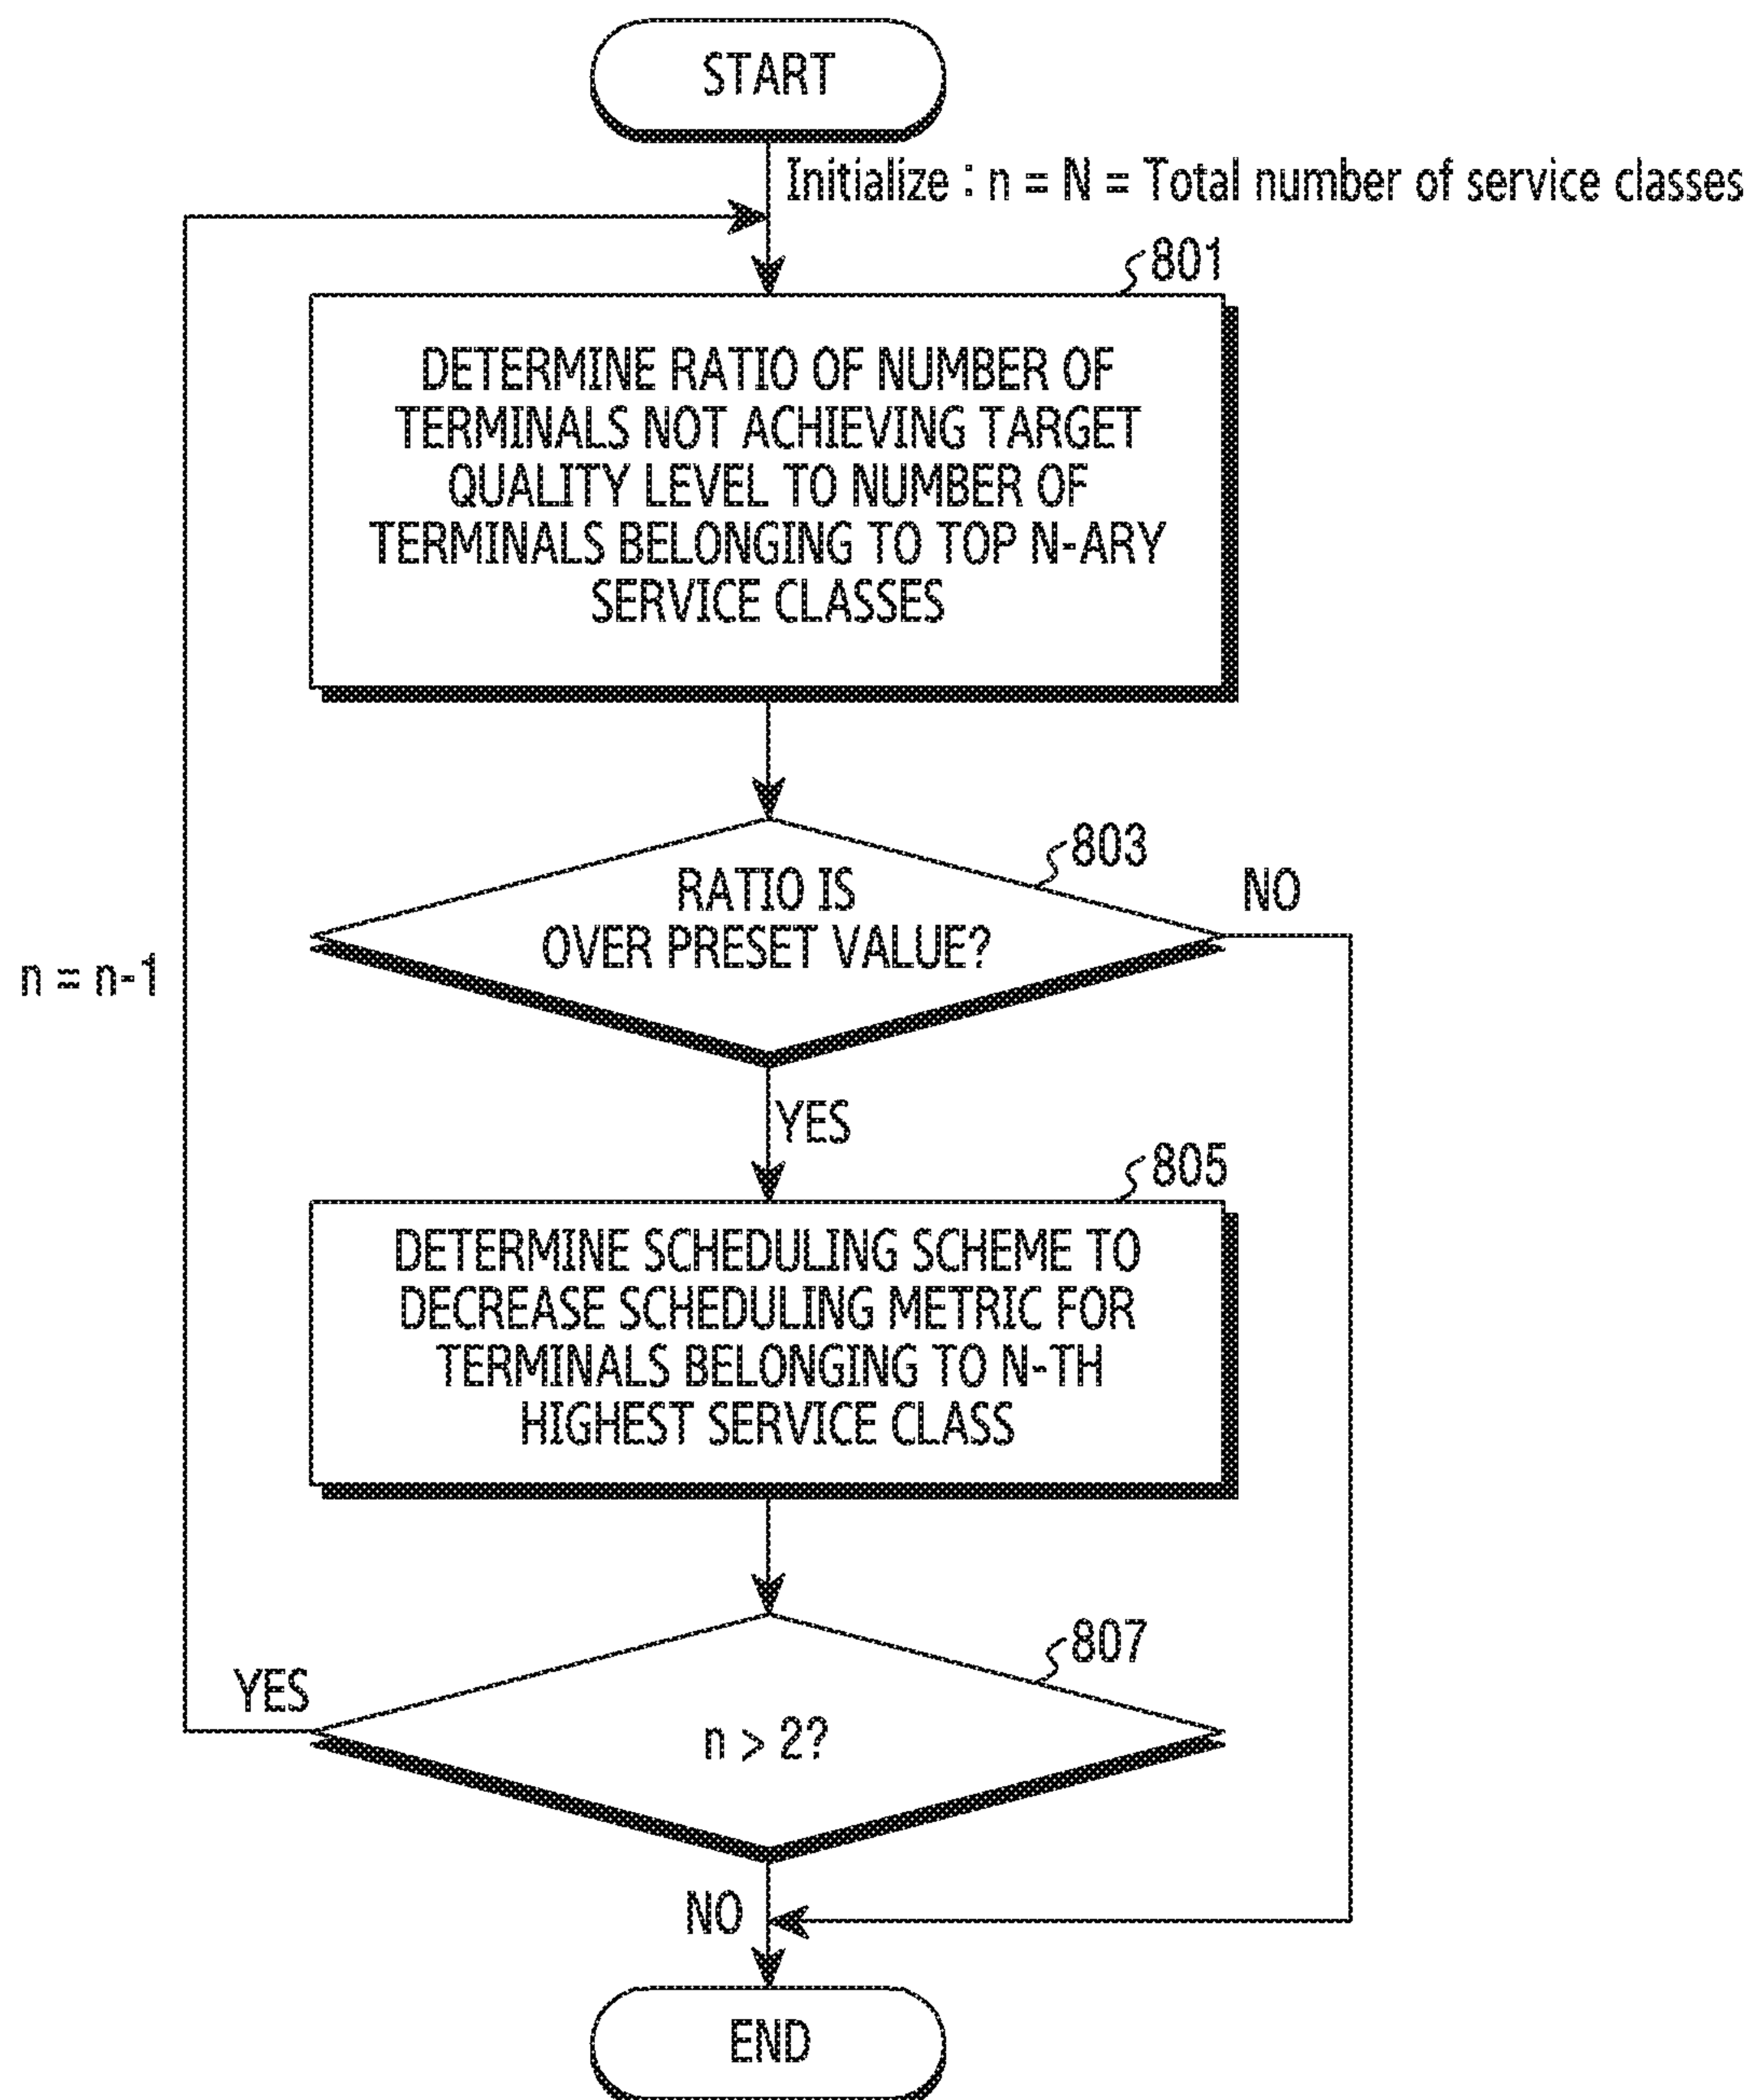 START
Initialize : n = N = Total number of service classes
801
DETERMINE RATIO OF NUMBER OF
TERMINALS NOT ACHIEVING TARGET
QUALITY LEVEL TO NUMBER OF
TERMINALS BELONGING TO TOP N-ARY
SERVICE CLASSES
803
RATIO IS
OVER PRESET VALUE?
NO
n = n-1
YES
805
DETERMINE SCHEDULING SCHEME TO
DECREASE SCHEDULING METRIC FOR
TERMINALS BELONGING TO N-TH
HIGHEST SERVICE CLASS
807
YES
n > 2?
NO
END